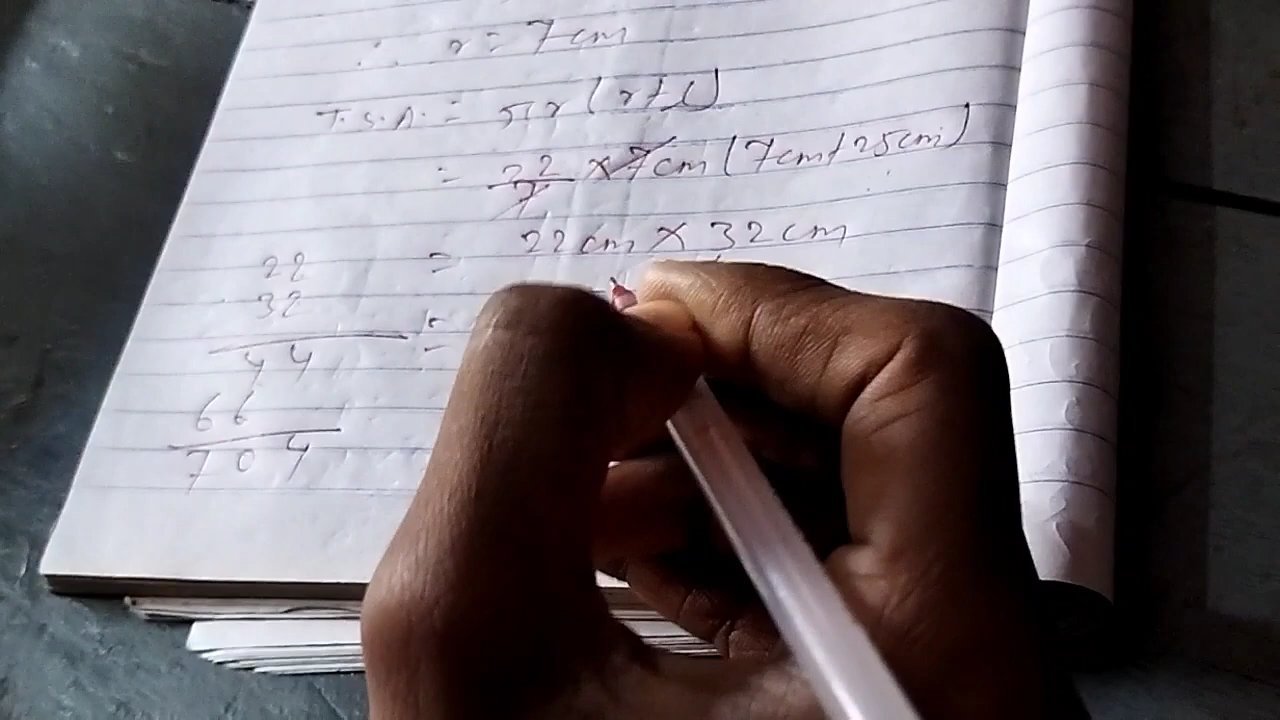 ∴ r = 7cm
T.S.A. = πr(r+l)
= 22/7 × 7cm (7cm+25cm)
= 22cm × 32cm
=
22
32
44
66
704